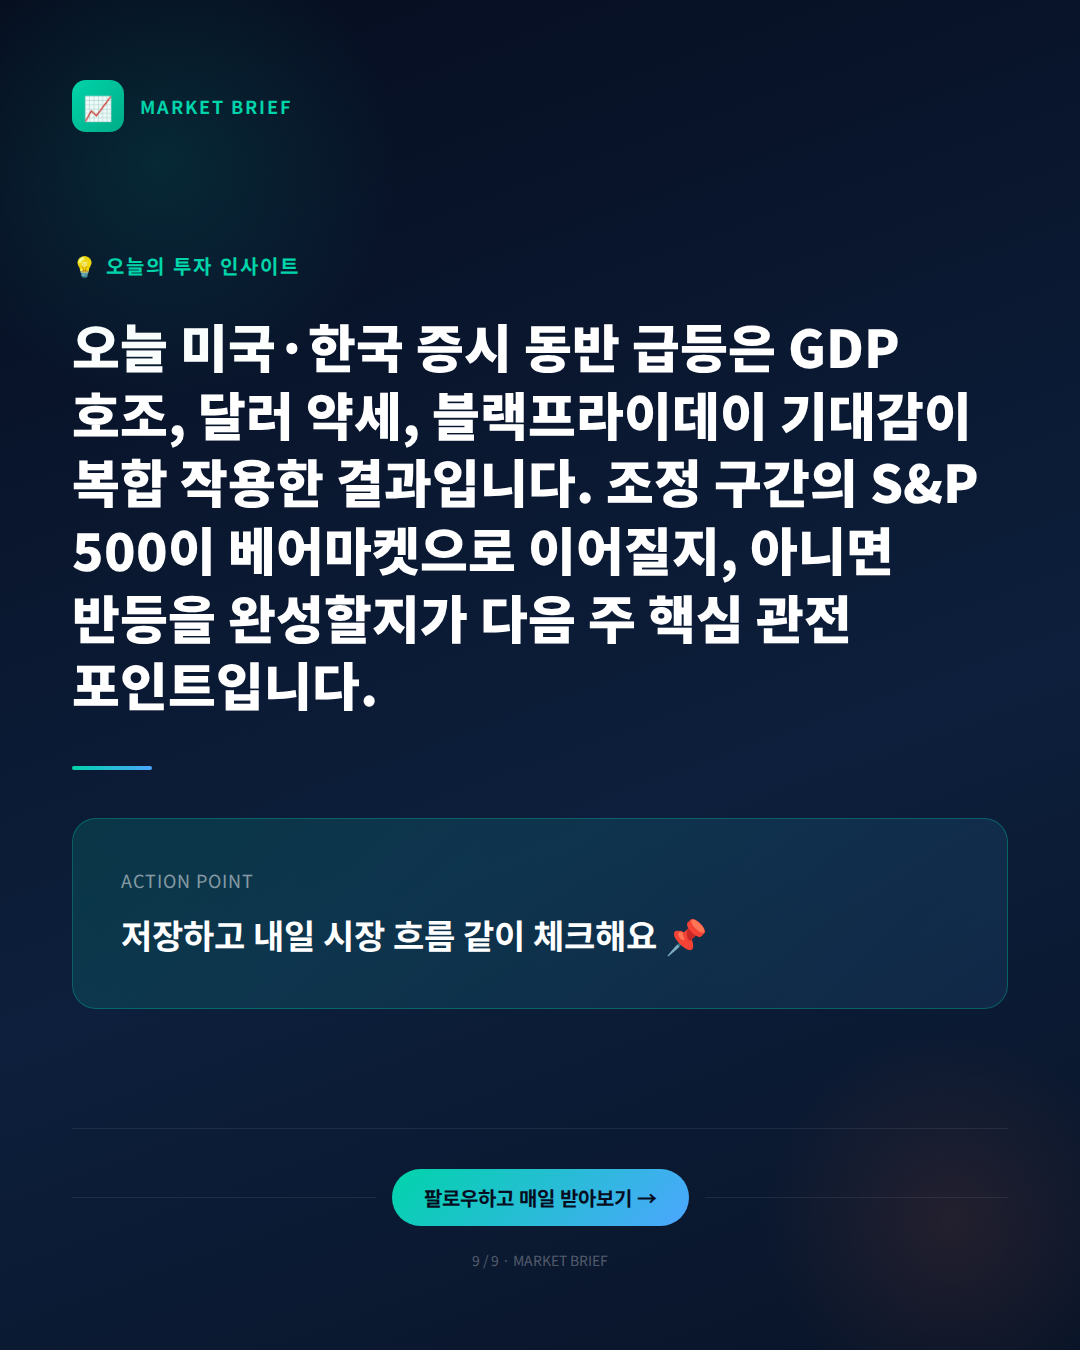 MARKET BRIEF
💡 오늘의 투자 인사이트
오늘 미국·한국 증시 동반 급등은 GDP
호조, 달러 약세, 블랙프라이데이 기대감이
복합 작용한 결과입니다. 조정 구간의 S&P
500이 베어마켓으로 이어질지, 아니면
반등을 완성할지가 다음 주 핵심 관전
포인트입니다.
ACTION POINT
저장하고 내일 시장 흐름 같이 체크해요 📌
팔로우하고 매일 받아보기 →
9 / 9 · MARKET BRIEF